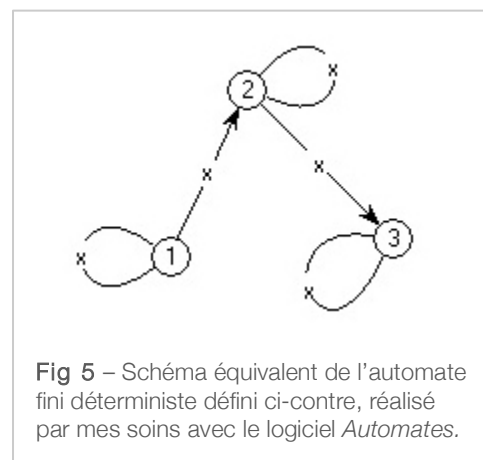 x
2
x
x
x
1
3
x
Fig 5 – Schéma équivalent de l’automate
fini déterministe défini ci-contre, réalisé
par mes soins avec le logiciel Automates.